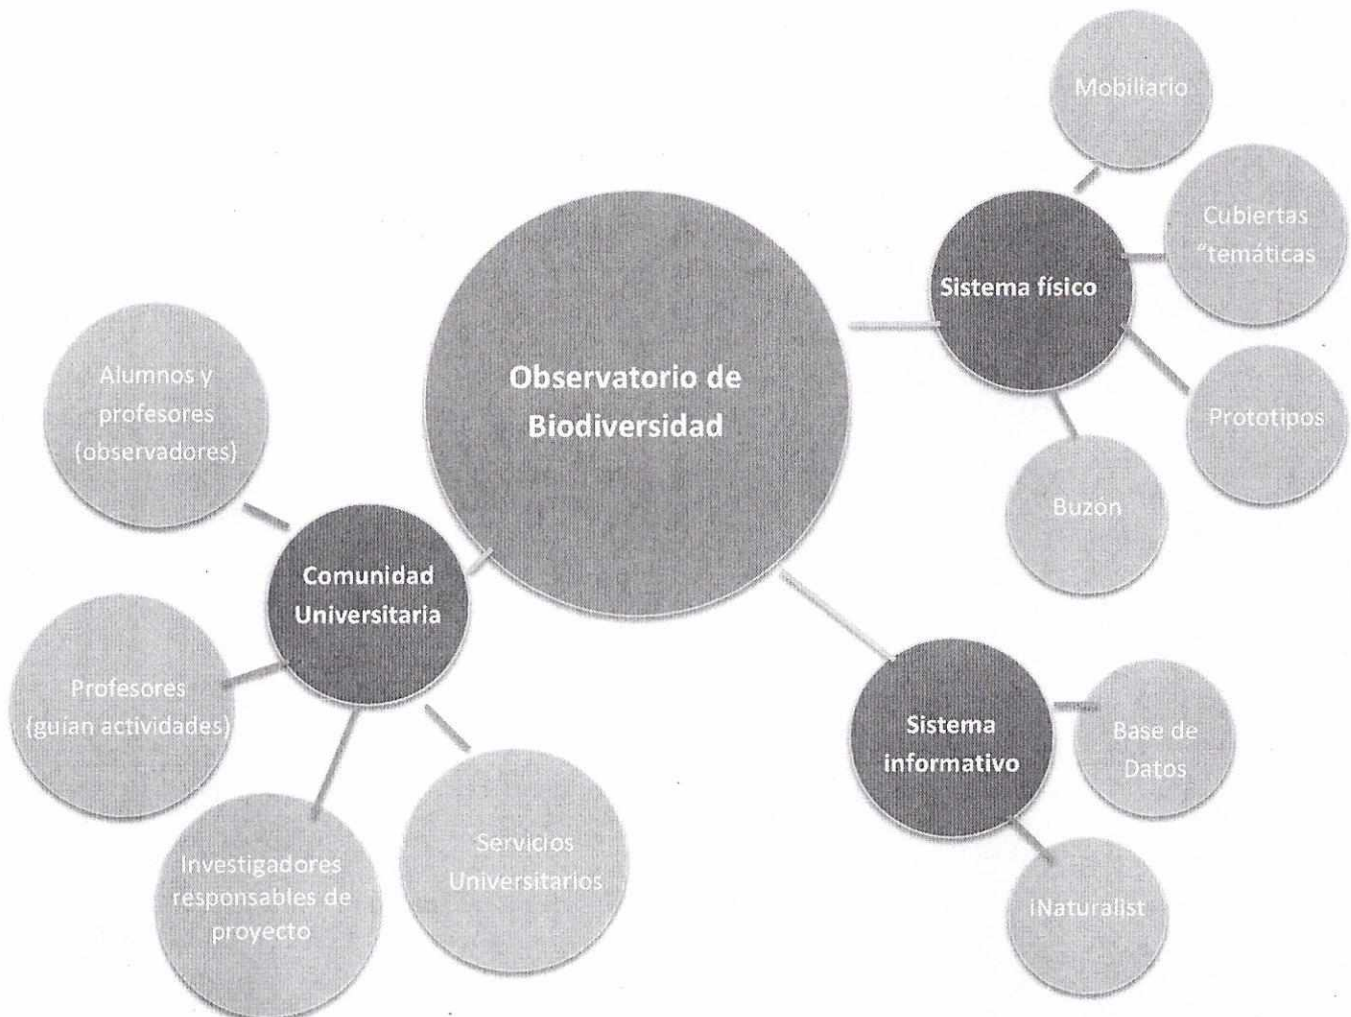 Observatorio de
Biodiversidad
Sistema físico
Mobiliario
Cubiertas
"temáticas
Prototipos
Buzón
Sistema
informativo
Base de
Datos
iNaturalist
Comunidad
Universitaria
Alumnos y
profesores
(observadores)
Profesores
(guían actividades)
Investigadores
responsables de
proyecto
Servicios
Universitarios